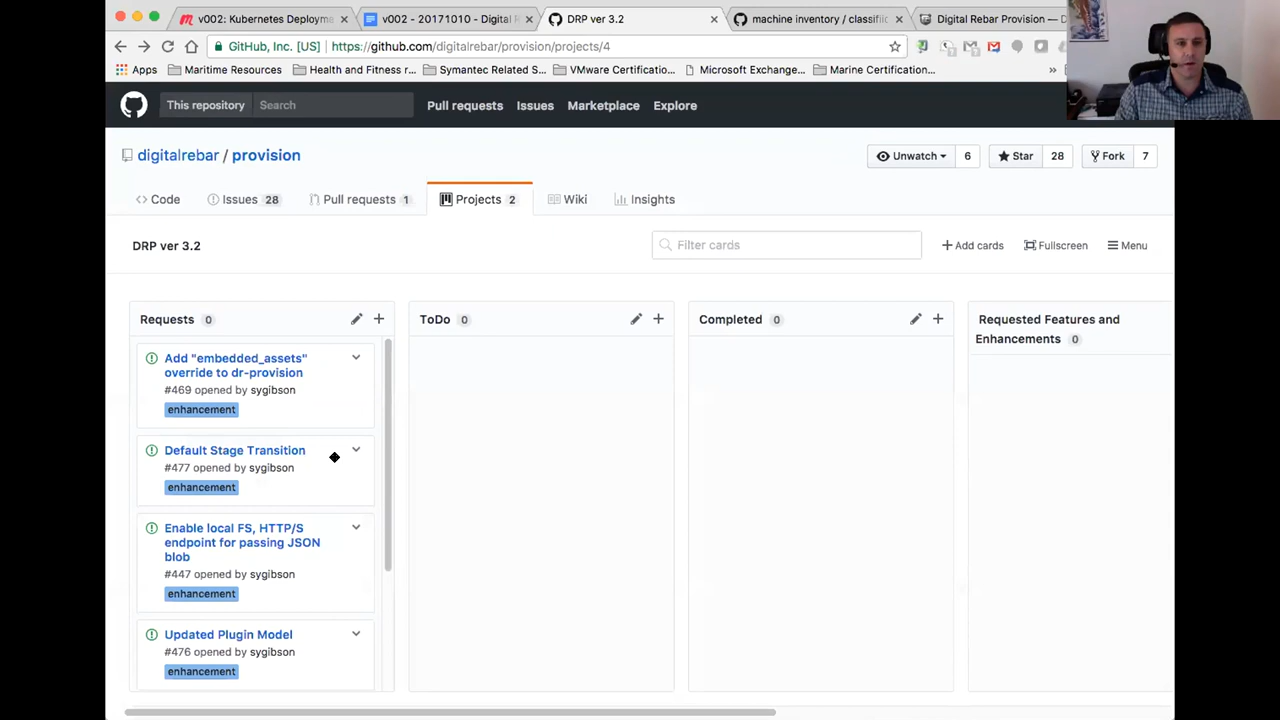 v002: Kubernetes Deployme
v002 - 20171010 - Digital R
DRP ver 3.2
machine inventory / classific
Digital Rebar Provision —
GitHub, Inc. [US] https://github.com/digitalrebar/provision/projects/4
Apps Maritime Resources Health and Fitness r... Symantec Related S... VMware Certificatio... Microsoft Exchange... Marine Certification... »
This repository Search Pull requests Issues Marketplace Explore
digitalrebar / provision
Unwatch 6 Star 28 Fork 7
Code Issues 28 Pull requests 1 Projects 2 Wiki Insights
DRP ver 3.2
Filter cards
Add cards Fullscreen Menu
Requests 0
Add "embedded_assets"
override to dr-provision
#469 opened by sygibson
enhancement
Default Stage Transition
#477 opened by sygibson
enhancement
Enable local FS, HTTP/S
endpoint for passing JSON
blob
#447 opened by sygibson
enhancement
Updated Plugin Model
#476 opened by sygibson
enhancement
ToDo 0
Completed 0
Requested Features and
Enhancements 0